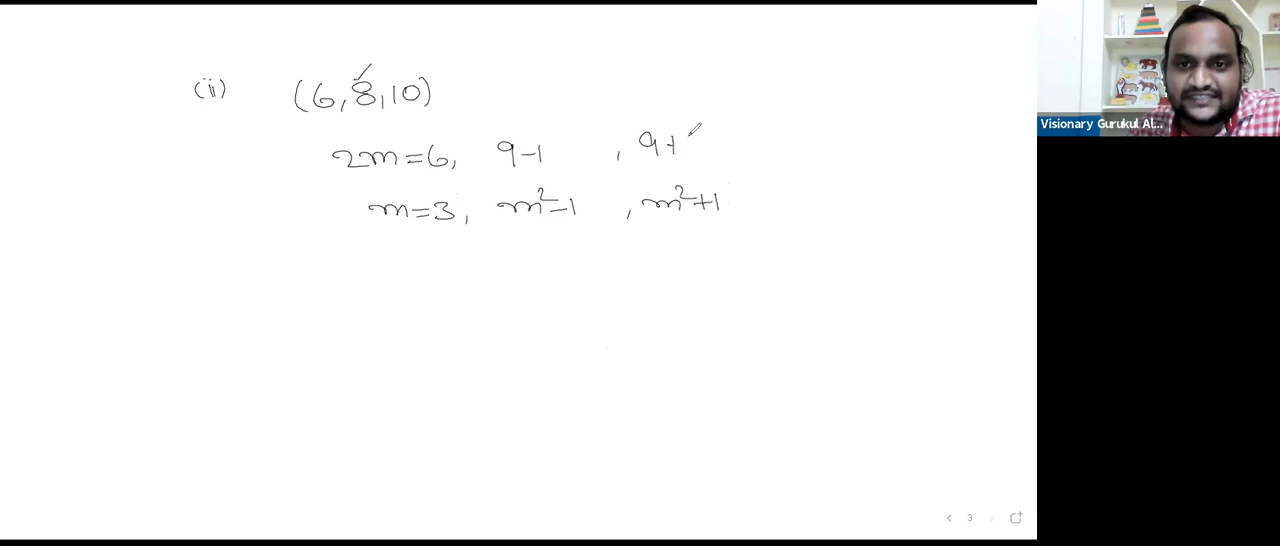 (ii) (6, 8, 10)
2m = 6, 9-1 , 9+
m = 3, m²-1 , m²+1
Visionary Gurukul Al...
3